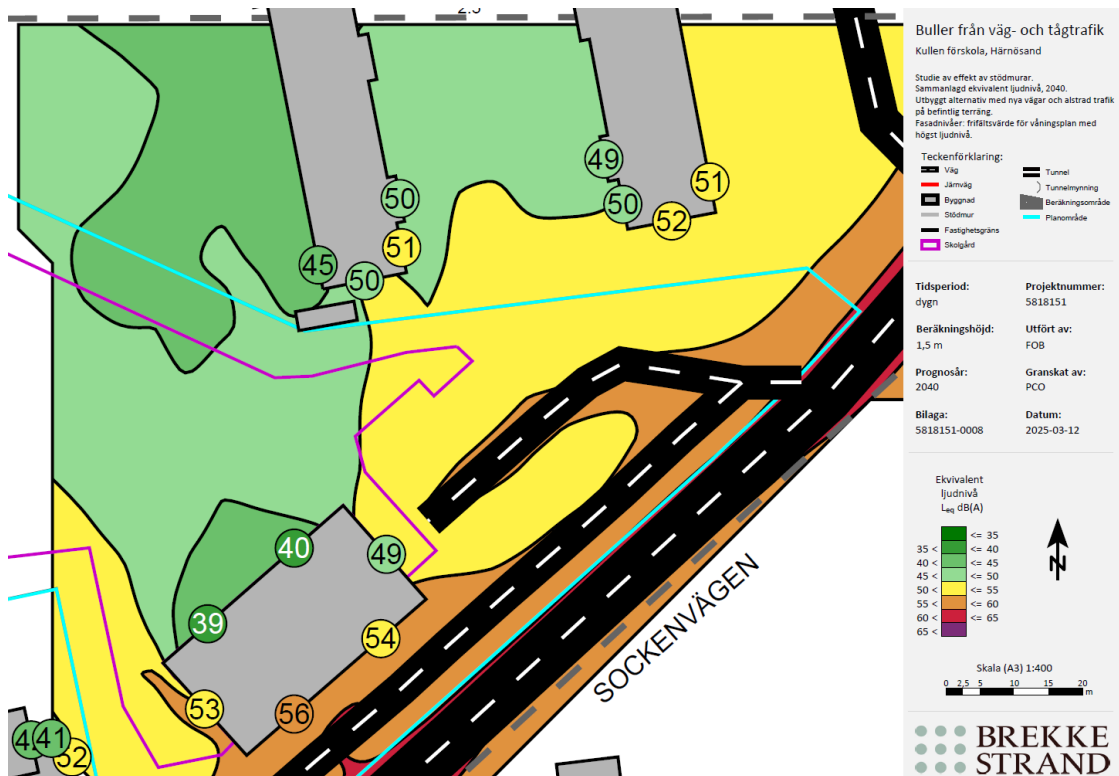 2.5
49
50
51
50
52
51
45
50
40
49
39
54
53
56
41
52
SOCKENVÄGEN
Buller från väg- och tågtrafik
Kullen förskola, Härnösand
Studie av effekt av stödmurar.
Sammanlagd ekvivalent ljudnivå, 2040.
Utbyggt alternativ med nya vägar och alstrad trafik
på befintlig terräng.
Fasadnivåer: frifältsvärde för våningsplan med
högst ljudnivå.
Teckenförklaring:
Väg
Järnväg
Byggnad
Stödmur
Fastighetsgräns
Skolgård
Tunnel
Tunnelmynning
Beräkningsområde
Planområde
Tidsperiod: Projektnummer:
dygn 5818151
Beräkningshöjd: Utfört av:
1,5 m FOB
Prognosår: Granskat av:
2040 PCO
Bilaga: Datum:
5818151-0008 2025-03-12
Ekvivalent
ljudnivå
Leq dB(A)
<= 35
35 < <= 40
40 < <= 45
45 < <= 50
50 < <= 55
55 < <= 60
60 < <= 65
65 <
N
Skala (A3) 1:400
0 2,5 5 10 15 20
m
BREKKE
STRAND